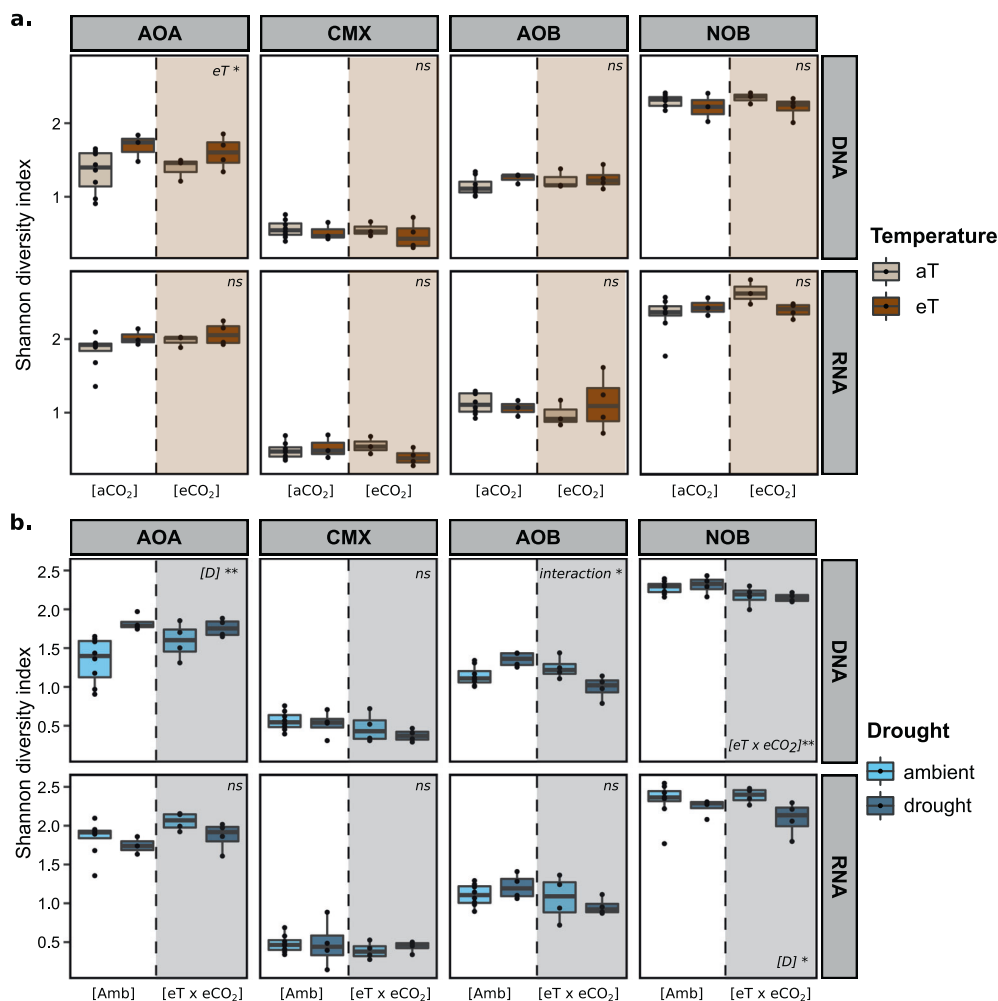 a.
AOA CMX AOB NOB
eT * ns ns ns
2
1
DNA
Shannon diversity index
ns ns ns ns
2
1
RNA
[aCO₂] [eCO₂] [aCO₂] [eCO₂] [aCO₂] [eCO₂] [aCO₂] [eCO₂]
Temperature
aT
eT
b.
AOA CMX AOB NOB
[D] ** ns interaction *
2.5
2.0
1.5
1.0
0.5
DNA
[eT x eCO₂]**
Shannon diversity index
ns ns ns
2.5
2.0
1.5
1.0
0.5
RNA
[D] *
[Amb] [eT x eCO₂] [Amb] [eT x eCO₂] [Amb] [eT x eCO₂] [Amb] [eT x eCO₂]
Drought
ambient
drought